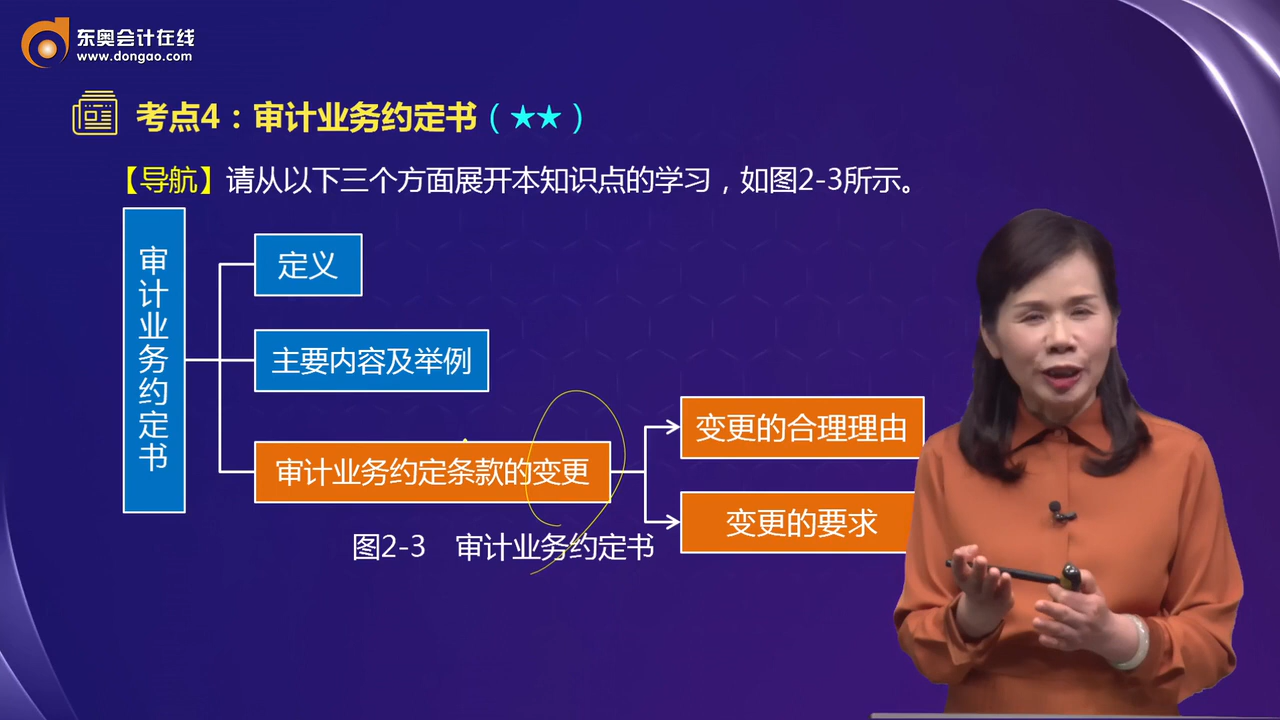 东奥会计在线
www.dongao.com
考点4：审计业务约定书（★★）
【导航】请从以下三个方面展开本知识点的学习，如图2-3所示。
审计业务约定书
定义
主要内容及举例
审计业务约定条款的变更
变更的合理理由
变更的要求
图2-3 审计业务约定书